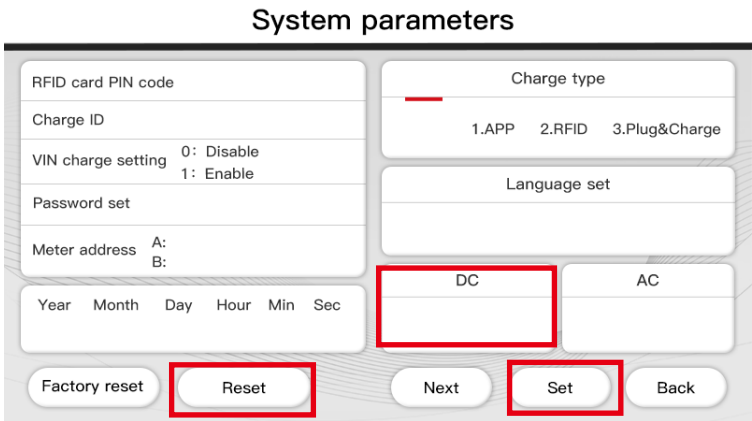 System parameters
RFID card PIN code
Charge ID
VIN charge setting
0: Disable
1: Enable
Password set
Meter address
A:
B:
Year Month Day Hour Min Sec
Charge type
1.APP 2.RFID 3.Plug&Charge
Language set
DC
AC
Factory reset
Reset
Next
Set
Back